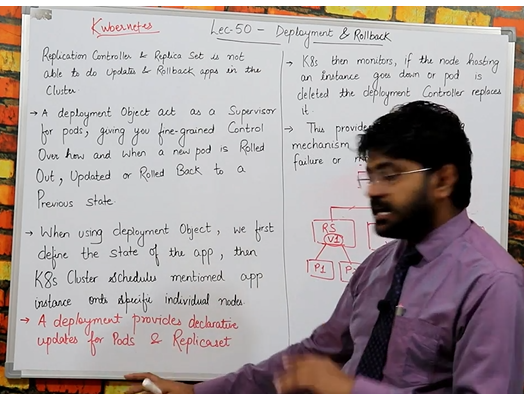 Kubernetes
Lec-50 - Deployment & Rollback
Replication Controller & Replica Set is not
able to do Updates & Rollback apps in the
Cluster.
→ A deployment Object act as a Supervisor
for pods, giving you fine-grained Control
Over how and when a new pod is Rolled
Out, Updated or Rolled Back to a
Previous state.
→ When using deployment Object, we first
define the state of the app, then
K8s Cluster schedules mentioned app
instance onto specific individual nodes.
→ A deployment provides declarative
updates for Pods & Replicaset
→ K8s then monitors, if the node hosting
an instance goes down or pod is
deleted the deployment Controller replaces
it.
→ This provides
mechanism
failure or
RS
V1
P1